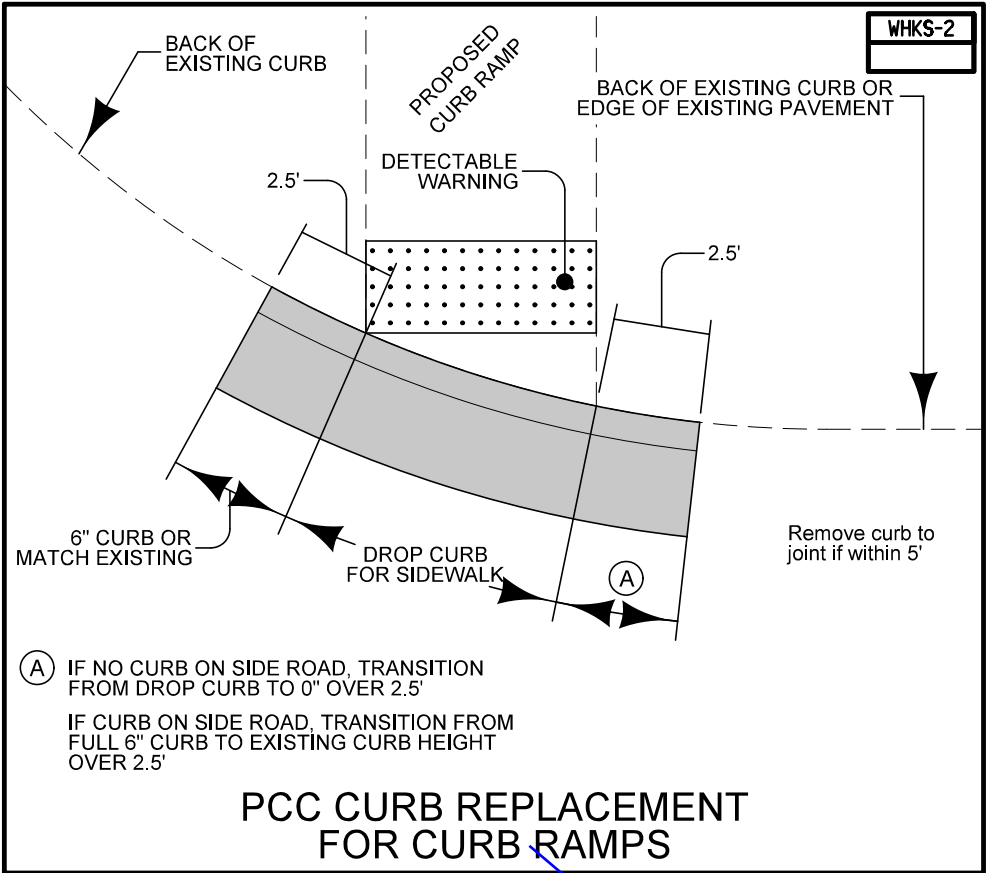 WHKS-2
BACK OF
EXISTING CURB
PROPOSED
CURB RAMP
BACK OF EXISTING CURB OR
EDGE OF EXISTING PAVEMENT
DETECTABLE
WARNING
2.5'
2.5'
6" CURB OR
MATCH EXISTING
DROP CURB
FOR SIDEWALK
Remove curb to
joint if within 5'
A
A IF NO CURB ON SIDE ROAD, TRANSITION
FROM DROP CURB TO 0" OVER 2.5'
IF CURB ON SIDE ROAD, TRANSITION FROM
FULL 6" CURB TO EXISTING CURB HEIGHT
OVER 2.5'
PCC CURB REPLACEMENT
FOR CURB RAMPS